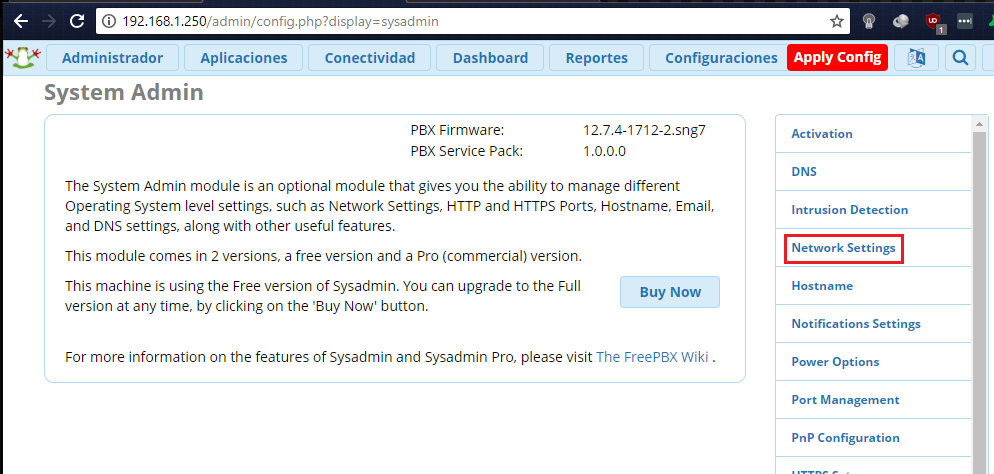 192.168.1.250/admin/config.php?display=sysadmin
UD
1
Administrador
Aplicaciones
Conectividad
Dashboard
Reportes
Configuraciones
Apply Config
System Admin
PBX Firmware: 12.7.4-1712-2.sng7
PBX Service Pack: 1.0.0.0
The System Admin module is an optional module that gives you the ability to manage different
Operating System level settings, such as Network Settings, HTTP and HTTPS Ports, Hostname, Email,
and DNS settings, along with other useful features.
This module comes in 2 versions, a free version and a Pro (commercial) version.
This machine is using the Free version of Sysadmin. You can upgrade to the Full
version at any time, by clicking on the 'Buy Now' button.
Buy Now
For more information on the features of Sysadmin and Sysadmin Pro, please visit The FreePBX Wiki .
Activation
DNS
Intrusion Detection
Network Settings
Hostname
Notifications Settings
Power Options
Port Management
PnP Configuration